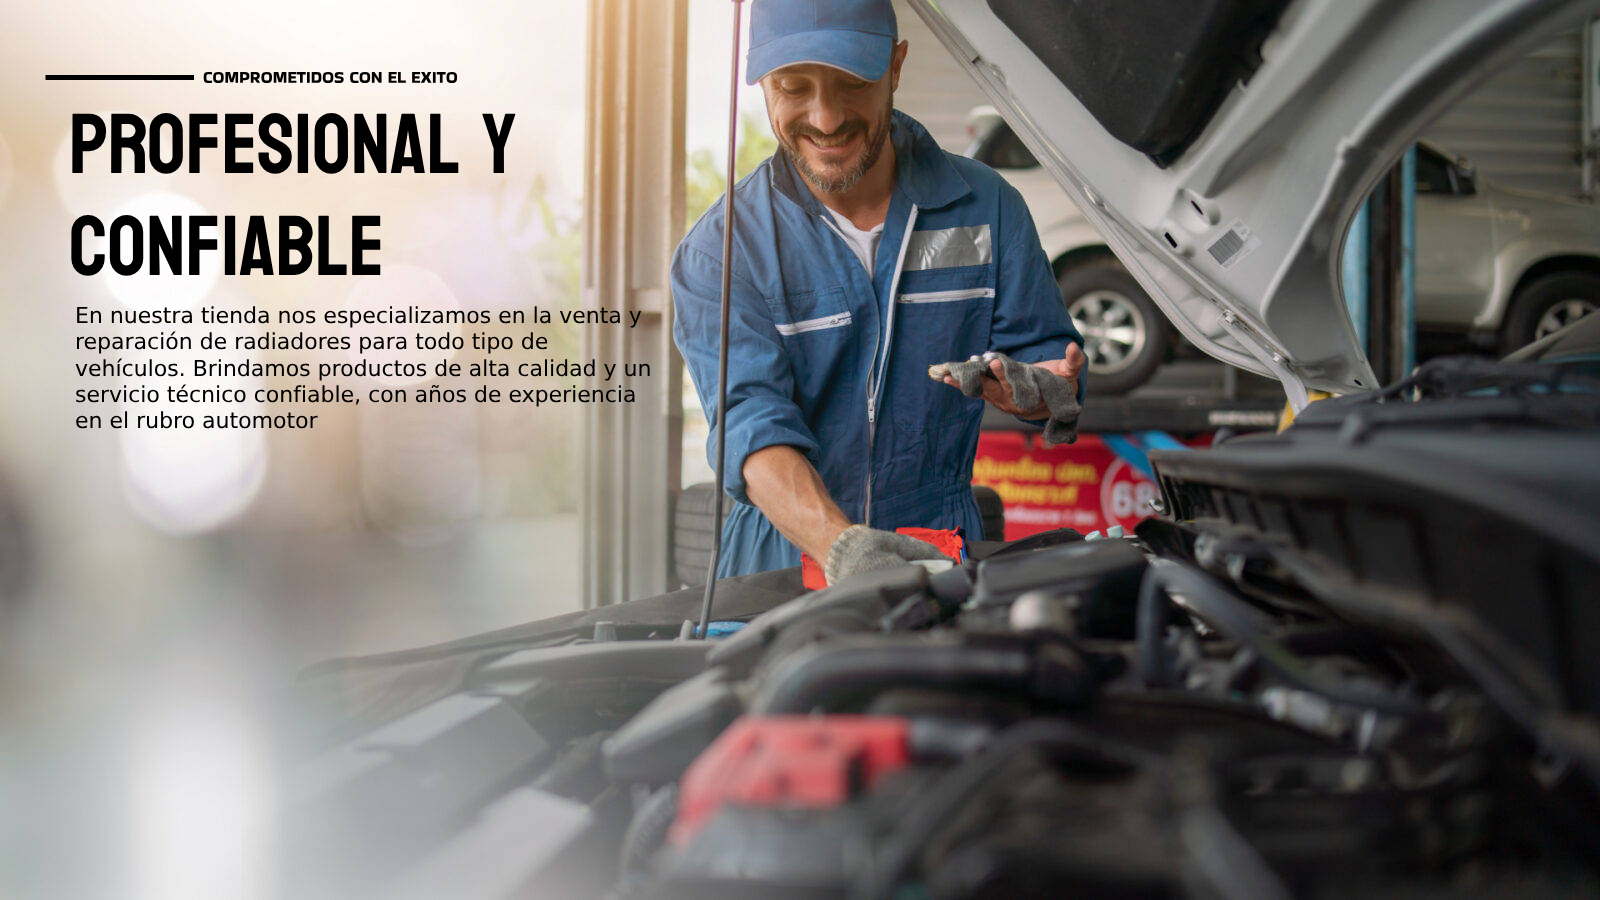 COMPROMETIDOS CON EL EXITO
PROFESIONAL Y
CONFIABLE
En nuestra tienda nos especializamos en la venta y
reparación de radiadores para todo tipo de
vehículos. Brindamos productos de alta calidad y un
servicio técnico confiable, con años de experiencia
en el rubro automotor
68